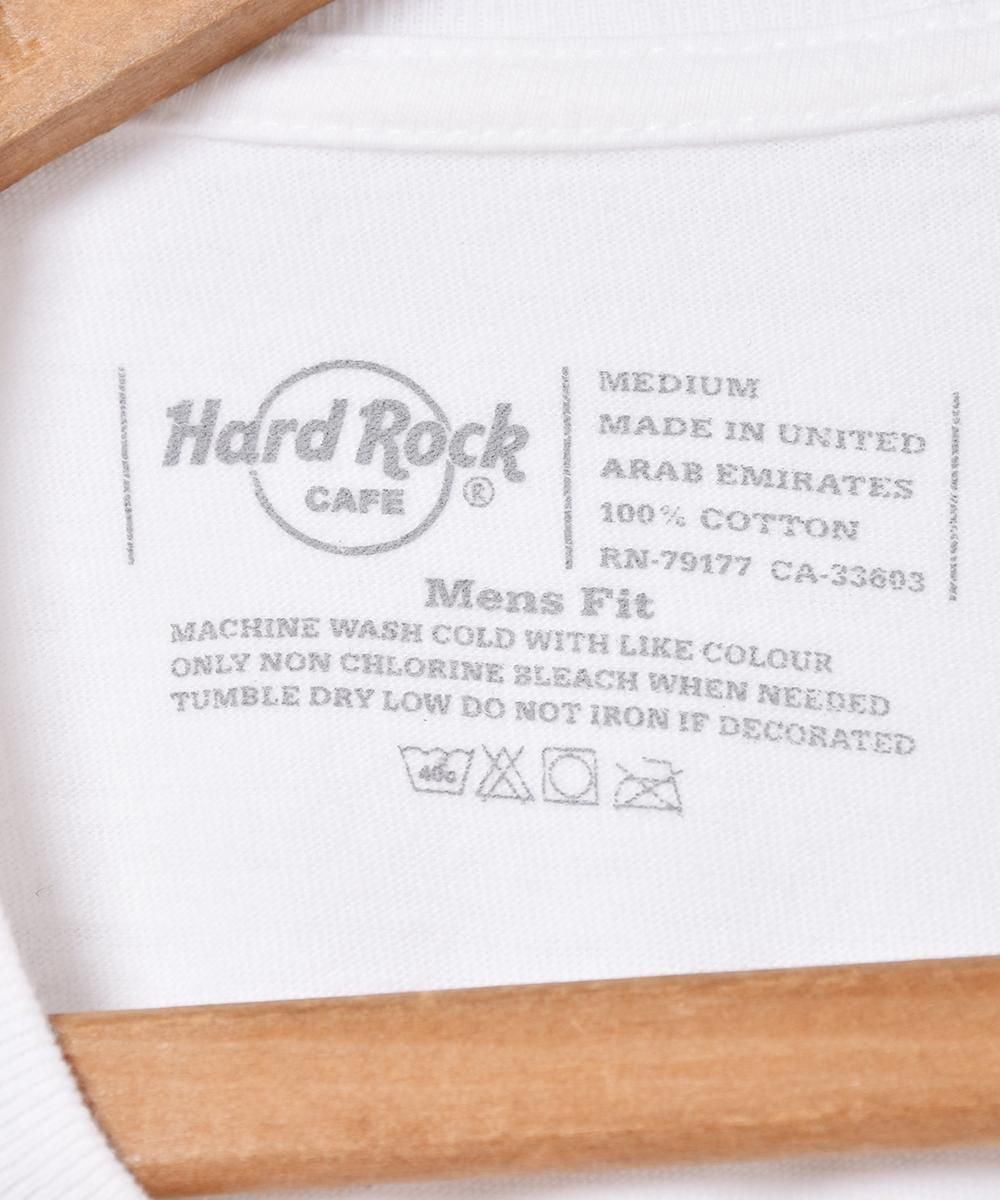 Hard Rock
CAFE
®
MEDIUM
MADE IN UNITED
ARAB EMIRATES
100% COTTON
RN-79177 CA-33603
Mens Fit
MACHINE WASH COLD WITH LIKE COLOUR
ONLY NON CHLORINE BLEACH WHEN NEEDED
TUMBLE DRY LOW DO NOT IRON IF DECORATED
40c